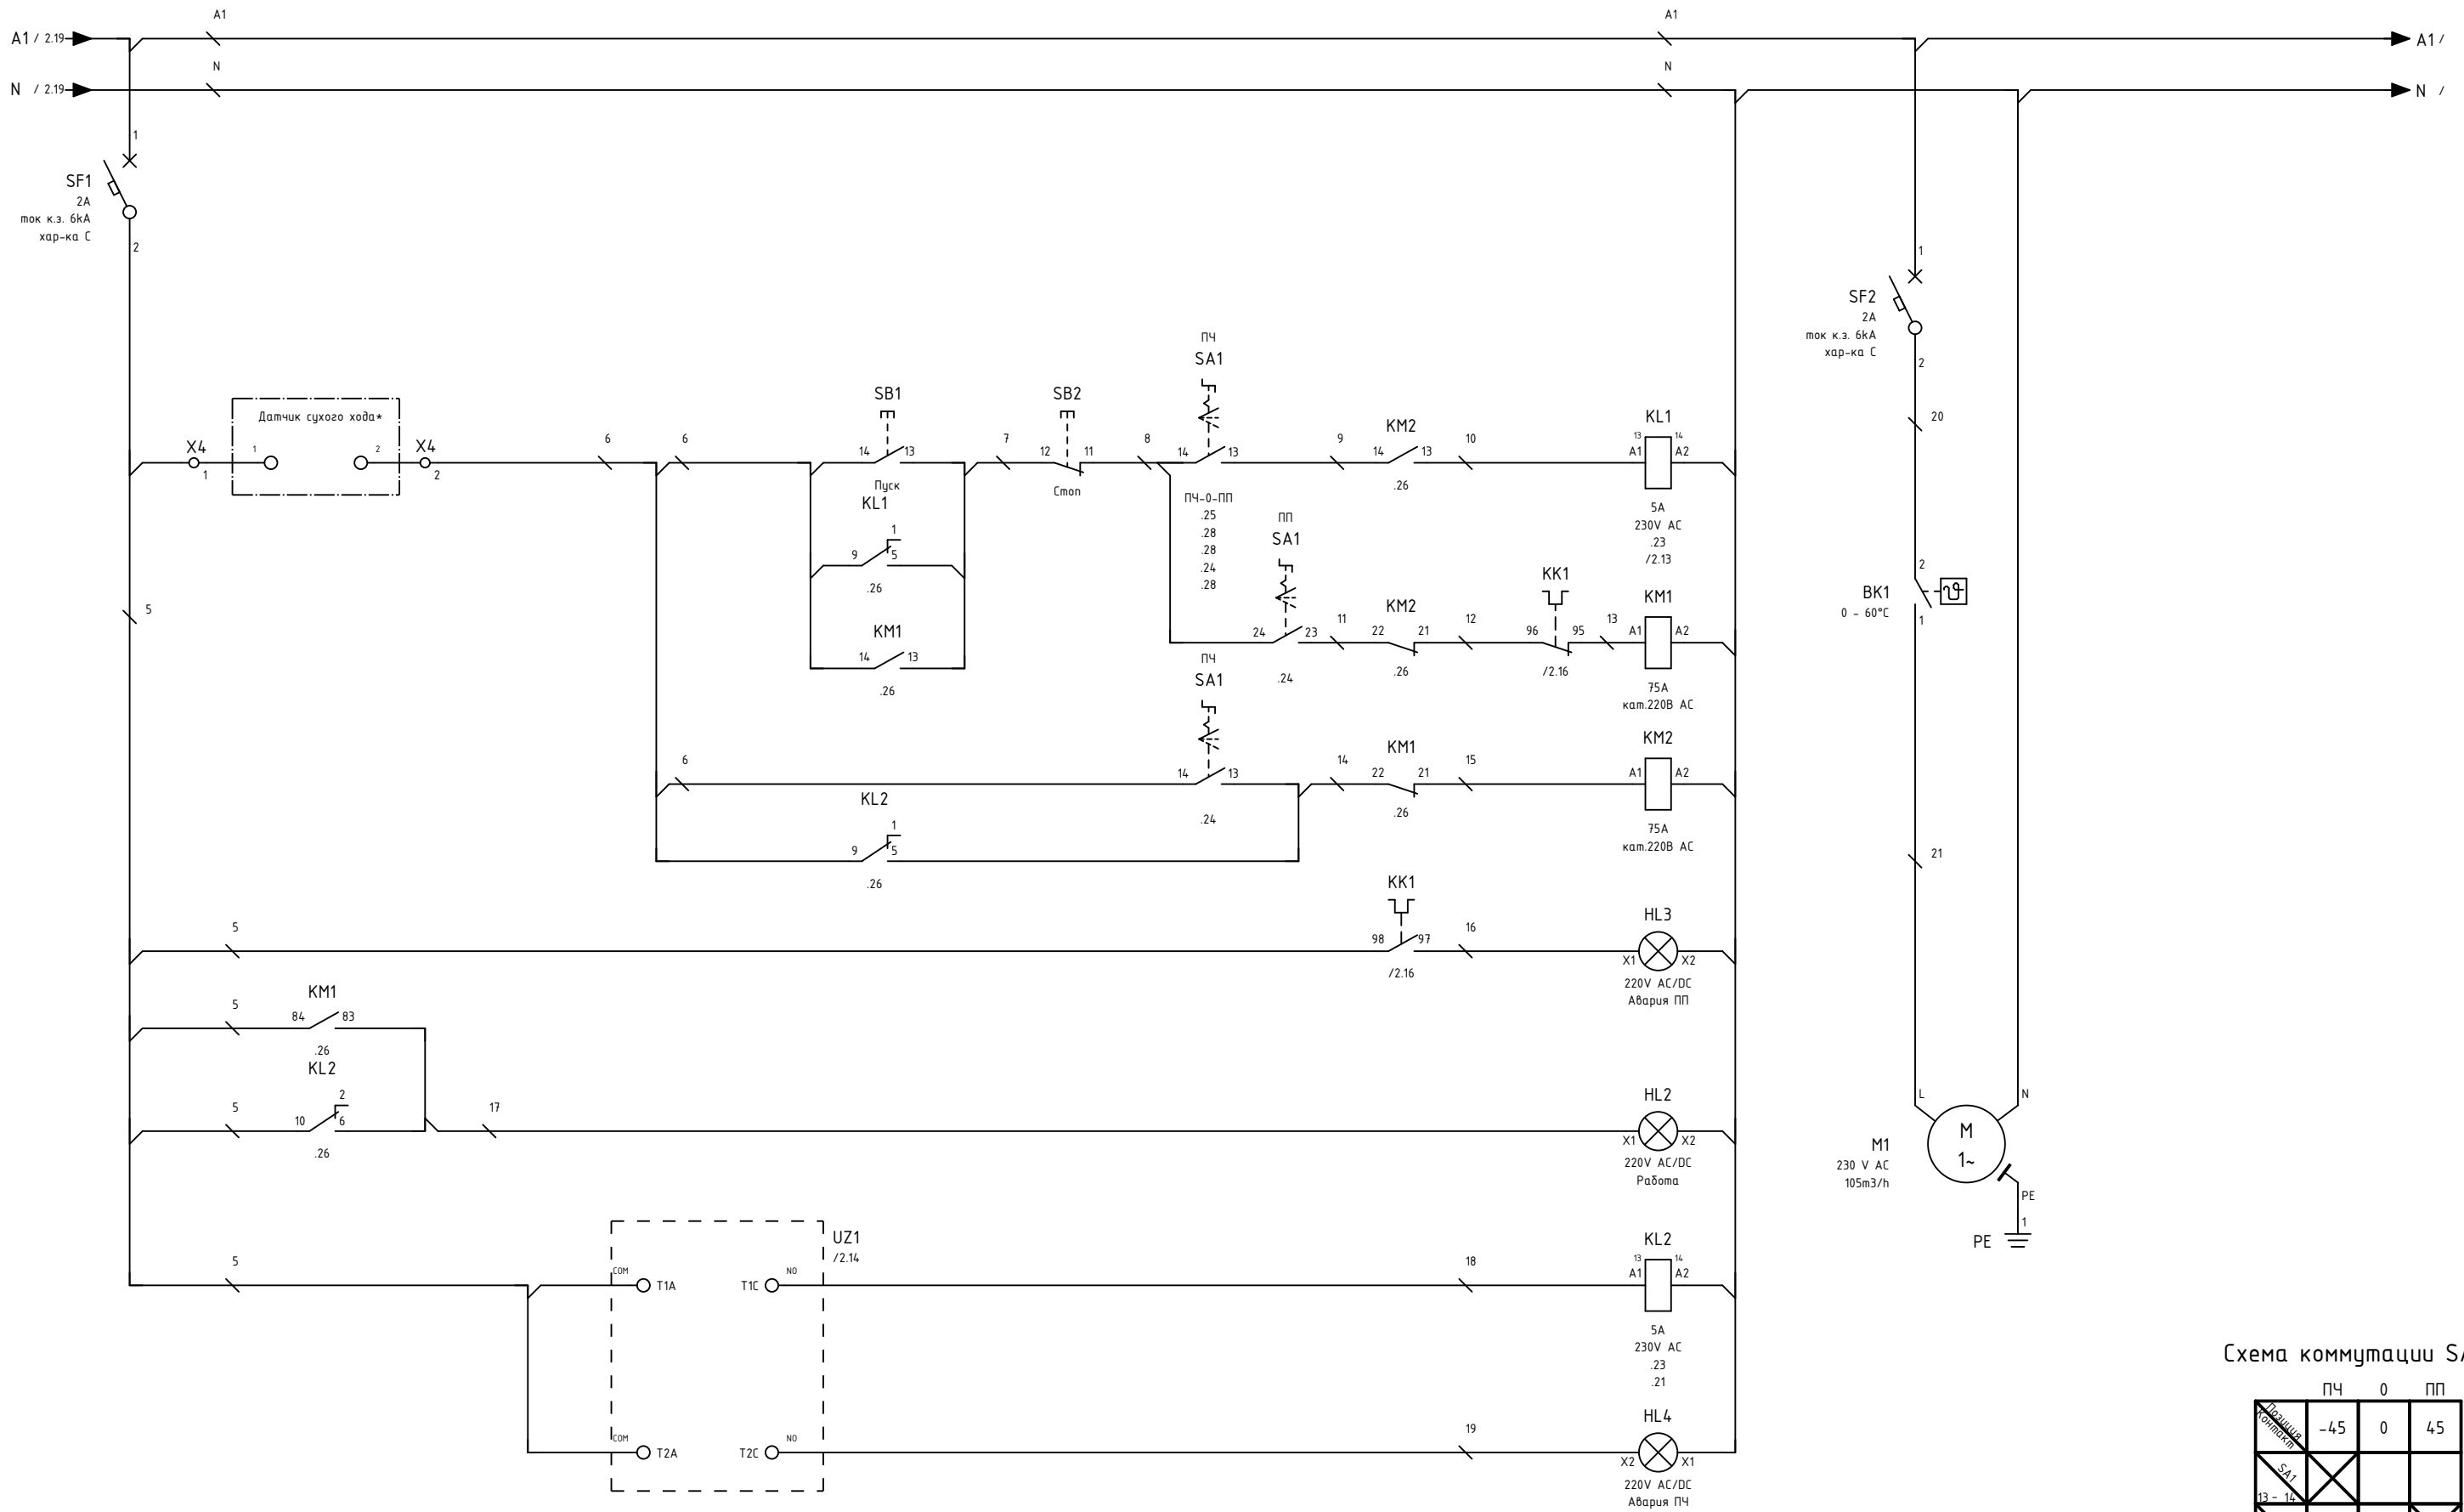 A1
A1
A1 / 2.19
A1 /
N
N
N / 2.19
N /
1
SF1
2A
ток к.з. 6kA
хар-ка С
2
1
SF2
2A
ток к.з. 6kA
хар-ка С
2
20
ПЧ
SA1
SB1
SB2
Датчик сухого хода*
X4
1
2
X4
1
2
6
6
14
13
Пуск
7
12
11
Стоп
8
14
13
9
KM2
14
13
.26
10
KL1
13
14
A1
A2
5A
230V AC
.23
/2.13
ПЧ-0-ПП
.25
.28
.28
.24
.28
KL1
1
9
5
.26
ПП
SA1
5
KM1
14
13
.26
24
23
.24
11
KM2
22
21
.26
12
KK1
96
95
/2.16
13
KM1
A1
A2
75A
кат.220В АС
2
BK1
0 - 60°C
1
ПЧ
SA1
6
14
13
.24
14
KM1
22
21
.26
15
KM2
A1
A2
75A
кат.220В АС
KL2
1
9
5
.26
21
5
KK1
98
97
/2.16
16
HL3
X1
X2
220V AC/DC
Авария ПП
5
KM1
84
83
.26
KL2
5
2
10
6
.26
17
HL2
X1
X2
220V AC/DC
Работа
L
N
M
1~
M1
230 V AC
105m3/h
PE
1
PE
5
UZ1
/2.14
COM
T1A
T1C
NO
18
KL2
13
14
A1
A2
5A
230V AC
.23
.21
COM
T2A
T2C
NO
19
HL4
X2
X1
220V AC/DC
Авария ПЧ
Схема коммутации SA
ПЧ
0
ПП
Позиция
Контакт
-45
0
45
SA1
13 - 14